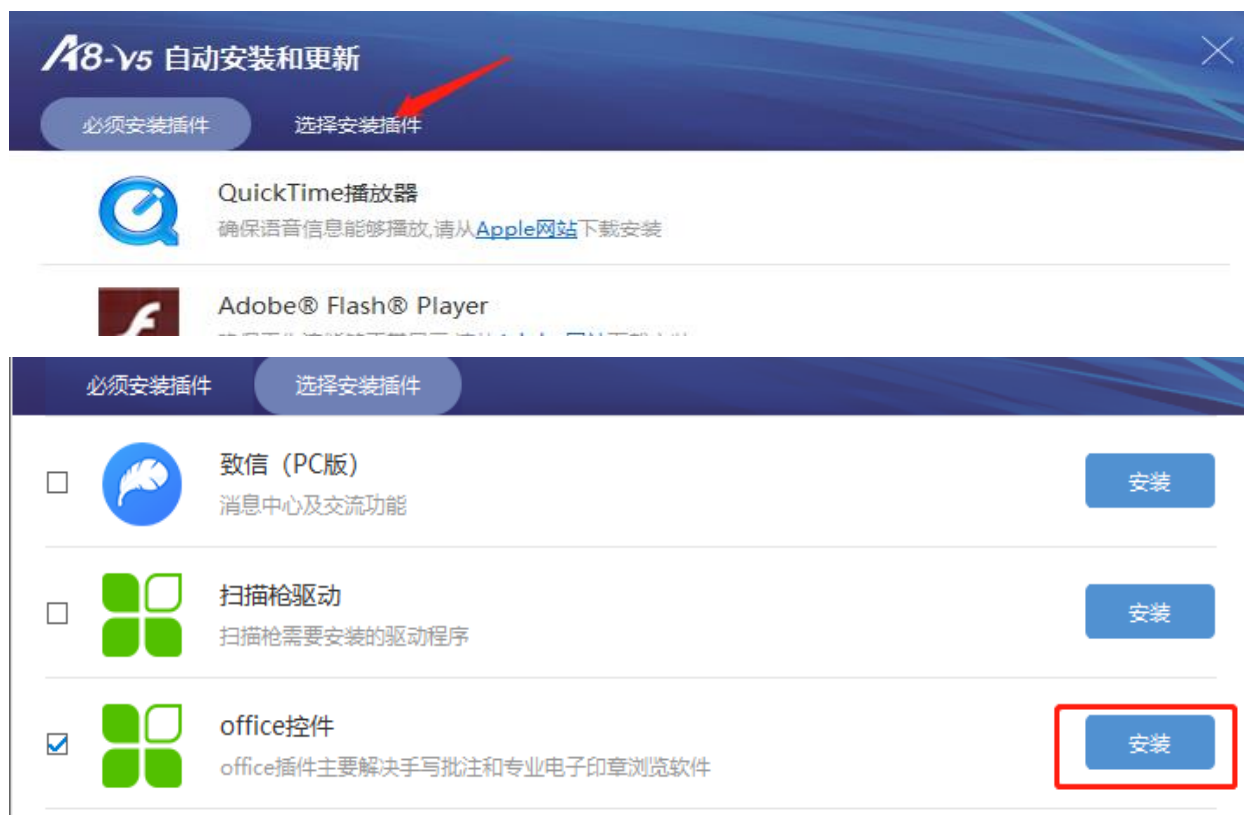 A8-V5 自动安装和更新
必须安装插件 选择安装插件
QuickTime播放器
确保语音信息能够播放,请从Apple网站下载安装
Adobe® Flash® Player
必须安装插件 选择安装插件
致信（PC版）
消息中心及交流功能
安装
扫描枪驱动
扫描枪需要安装的驱动程序
安装
office控件
office插件主要解决手写批注和专业电子印章浏览软件
安装